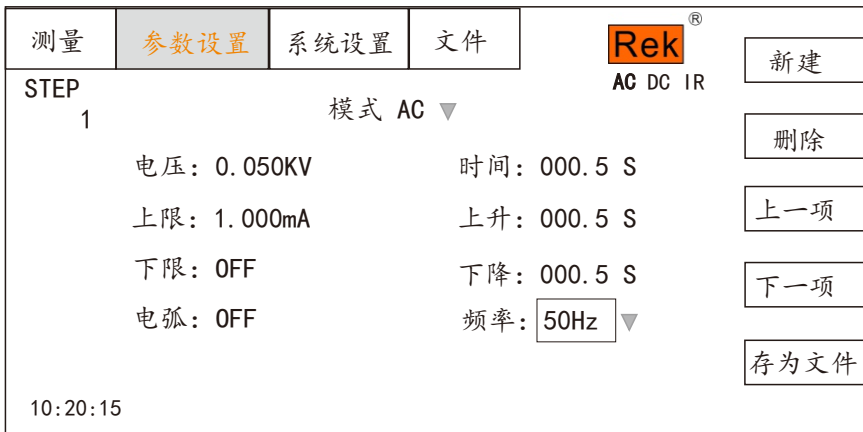 测量 参数设置 系统设置 文件 Rek ®
AC DC IR
新建
STEP
1
模式 AC
删除
电压: 0.050KV 时间: 000.5 S
上限: 1.000mA 上升: 000.5 S
上一项
下限: OFF 下降: 000.5 S
下一项
电弧: OFF 频率: 50Hz
存为文件
10:20:15